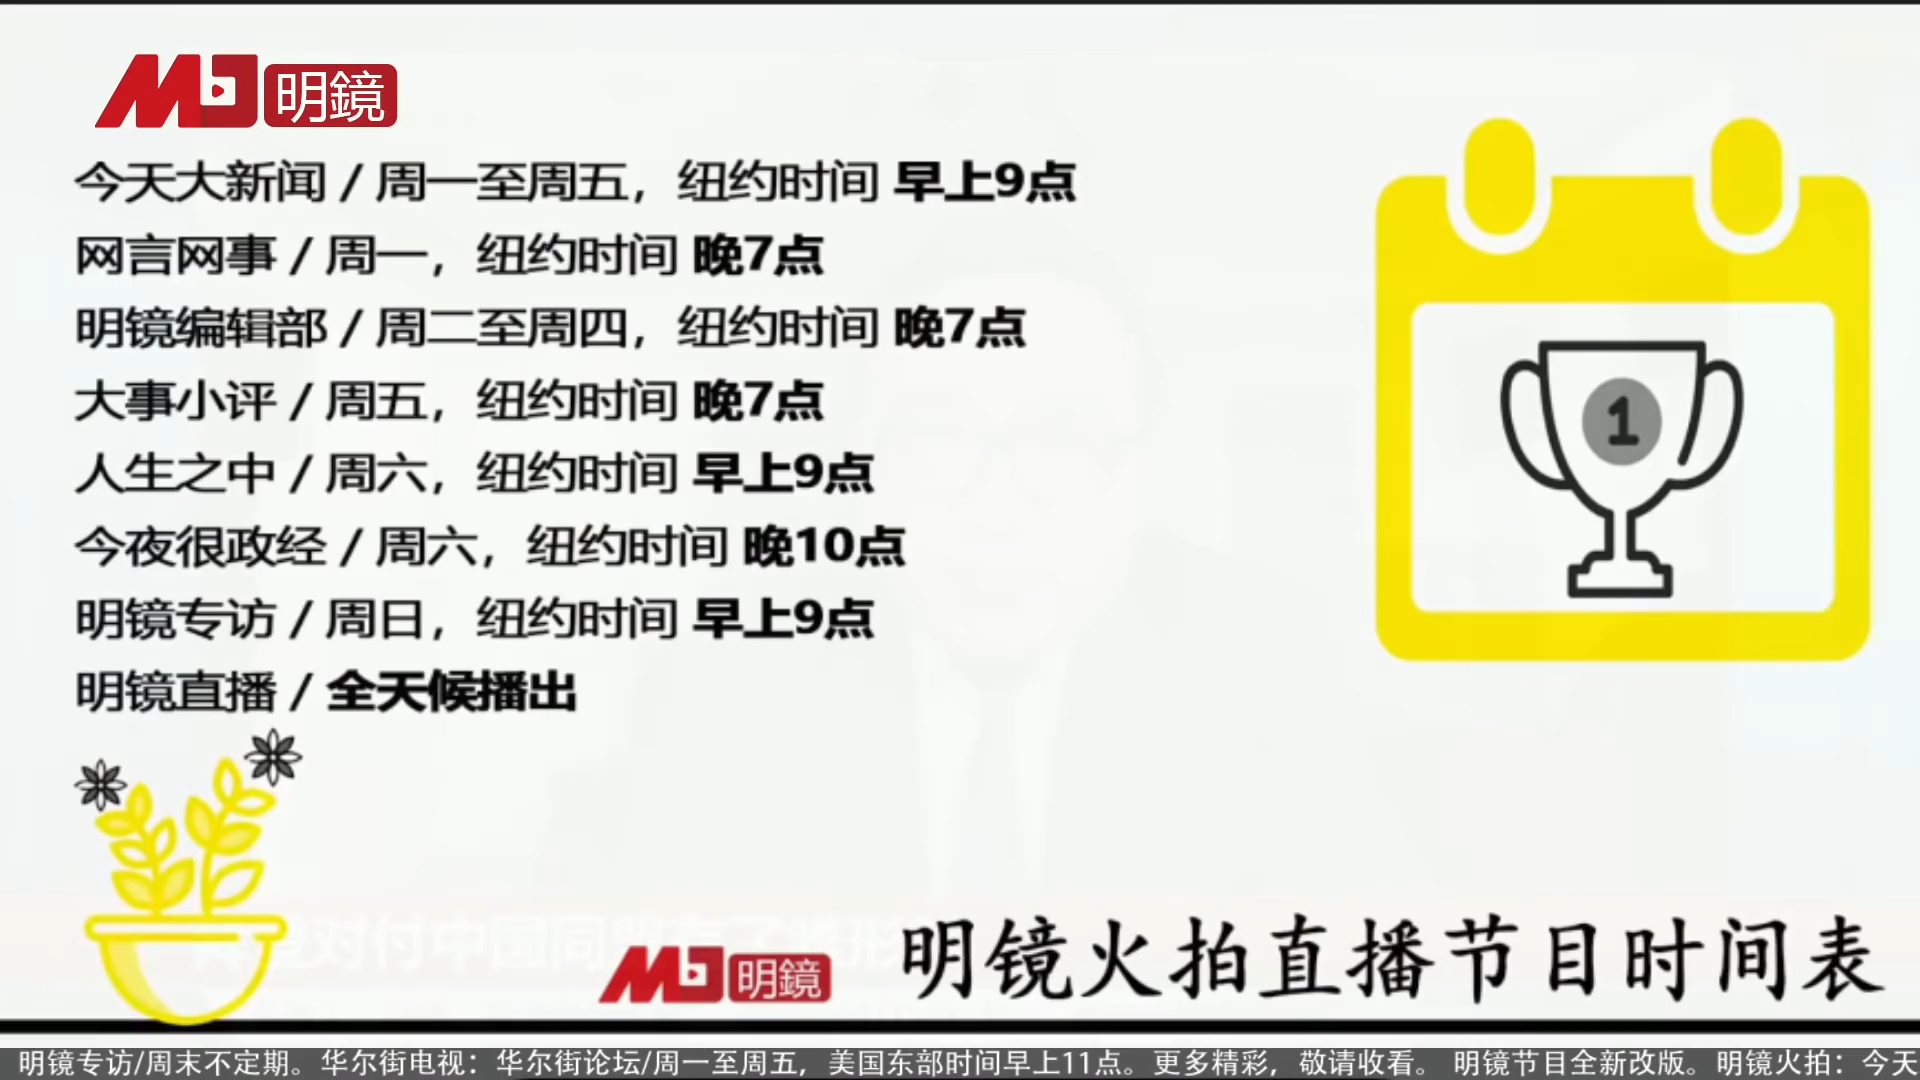 明鏡
今天大新闻 / 周一至周五，纽约时间 早上9点
网言网事 / 周一，纽约时间 晚7点
明镜编辑部 / 周二至周四，纽约时间 晚7点
大事小评 / 周五，纽约时间 晚7点
人生之中 / 周六，纽约时间 早上9点
今夜很政经 / 周六，纽约时间 晚10点
明镜专访 / 周日，纽约时间 早上9点
明镜直播 / 全天候播出
1
明鏡
明镜火拍直播节目时间表
明镜专访/周末不定期。华尔街电视：华尔街论坛/周一至周五，美国东部时间早上11点。更多精彩，敬请收看。 明镜节目全新改版。明镜火拍：今天